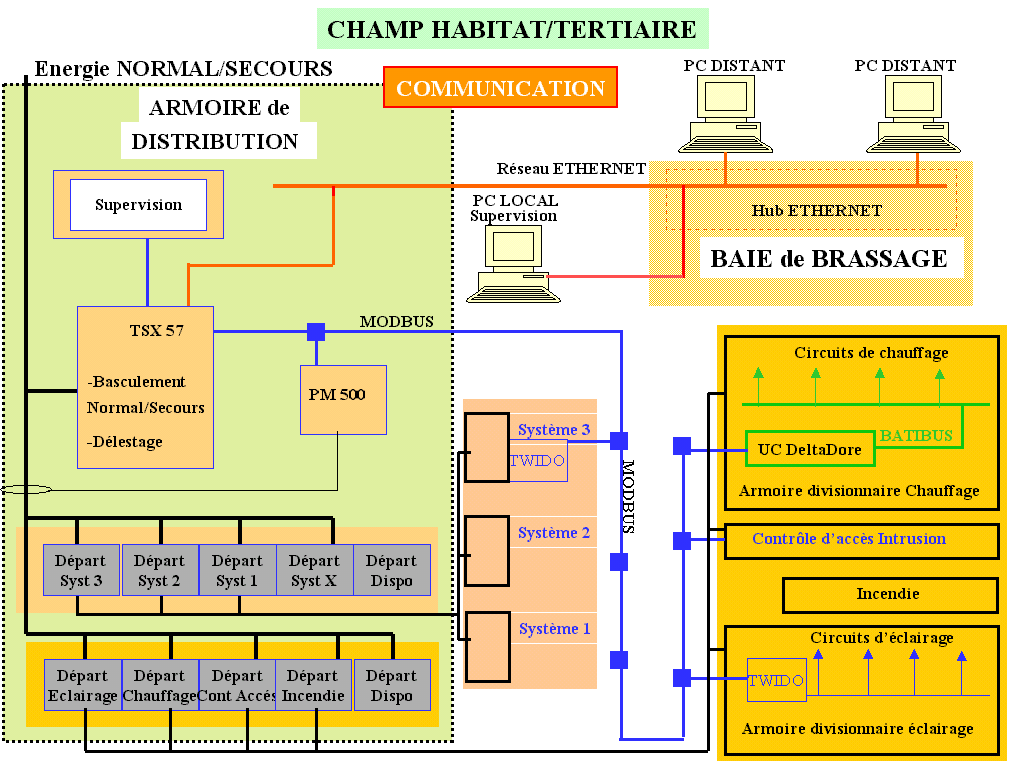 CHAMP HABITAT/TERTIAIRE
Energie NORMAL/SECOURS
COMMUNICATION
PC DISTANT
PC DISTANT
ARMOIRE de
DISTRIBUTION
Réseau ETHERNET
Supervision
PC LOCAL
Supervision
Hub ETHERNET
BAIE de BRASSAGE
TSX 57
-Basculement
Normal/Secours
-Délestage
MODBUS
PM 500
Circuits de chauffage
BATIBUS
UC DeltaDore
Armoire divisionnaire Chauffage
Système 3
TWIDO
MODBUS
Système 2
Système 1
Contrôle d’accès Intrusion
Incendie
Circuits d’éclairage
TWIDO
Armoire divisionnaire éclairage
Départ
Syst 3
Départ
Syst 2
Départ
Syst 1
Départ
Syst X
Départ
Dispo
Départ
Eclairage
Départ
Chauffage
Départ
Cont Accés
Départ
Incendie
Départ
Dispo